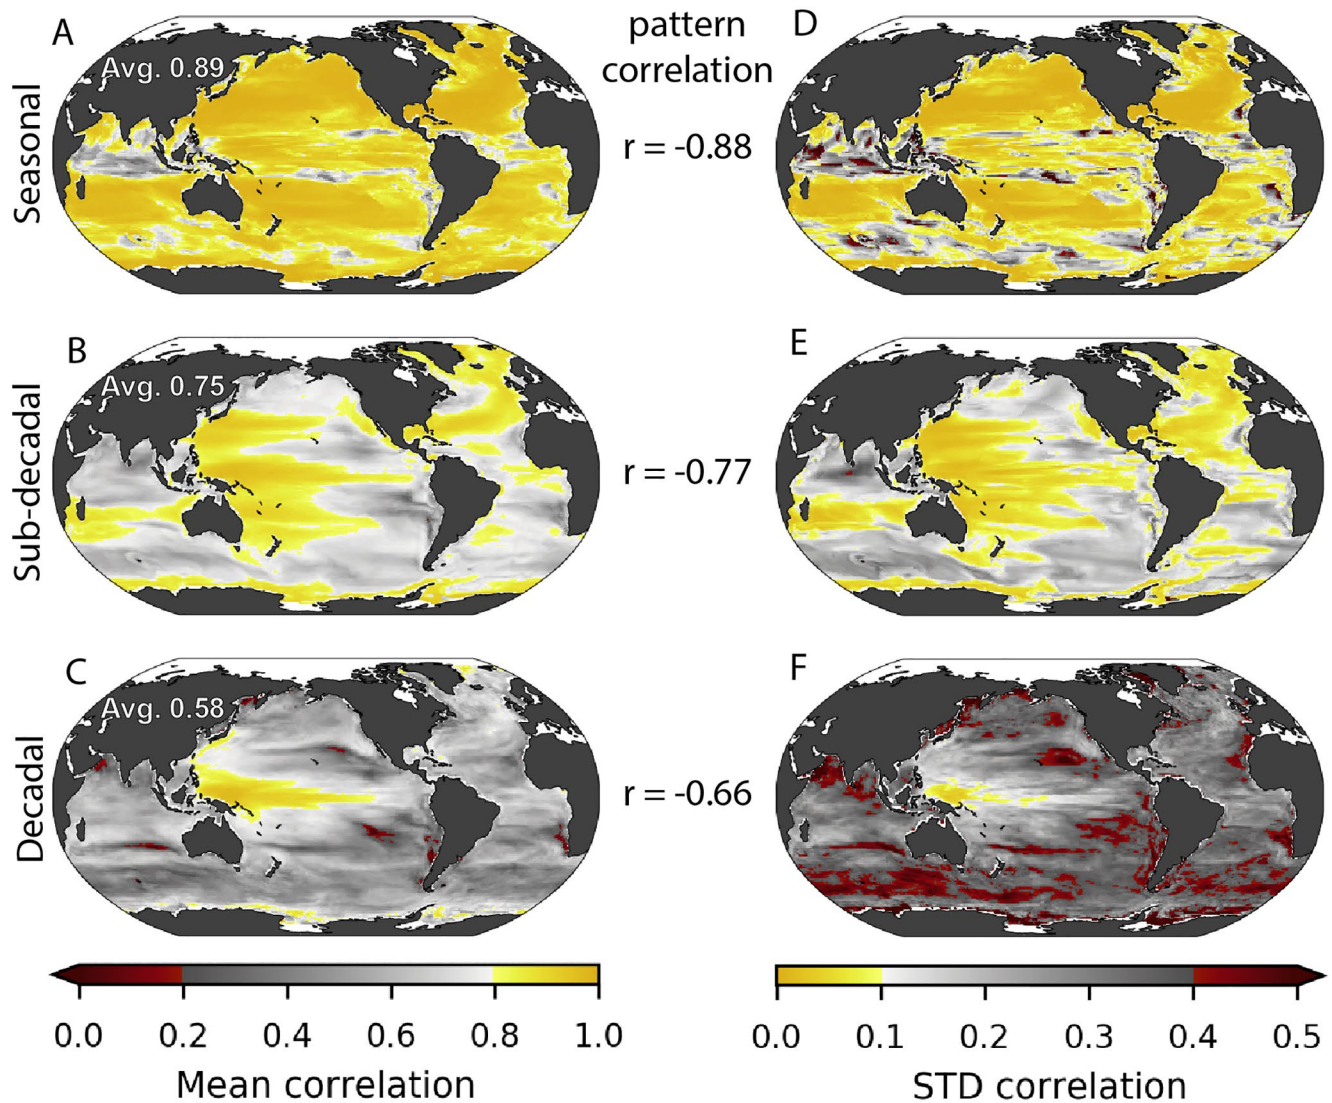 A
Avg. 0.89
pattern
correlation
D
Seasonal
r = -0.88
B
Avg. 0.75
E
Sub-decadal
r = -0.77
C
Avg. 0.58
F
Decadal
r = -0.66
0.0 0.2 0.4 0.6 0.8 1.0
Mean correlation
0.0 0.1 0.2 0.3 0.4 0.5
STD correlation